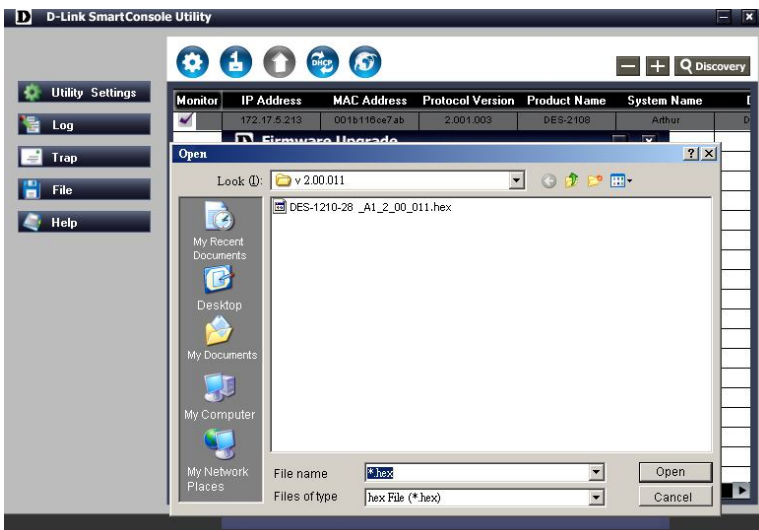 D-Link SmartConsole Utility
DHCP
Discovery
Utility Settings
Log
Trap
File
Help
Monitor IP Address MAC Address Protocol Version Product Name System Name D
172.17.5.213 001b116ce7ab 2.001.003 DES-2108 Arthur D
Firmware Upgrade
Open
Look (I): v 2.00.011
DES-1210-28 _A1_2_00_011.hex
My Recent
Documents
Desktop
My Documents
My Computer
My Network
Places
File name *.hex Open
Files of type hex File (*.hex) Cancel